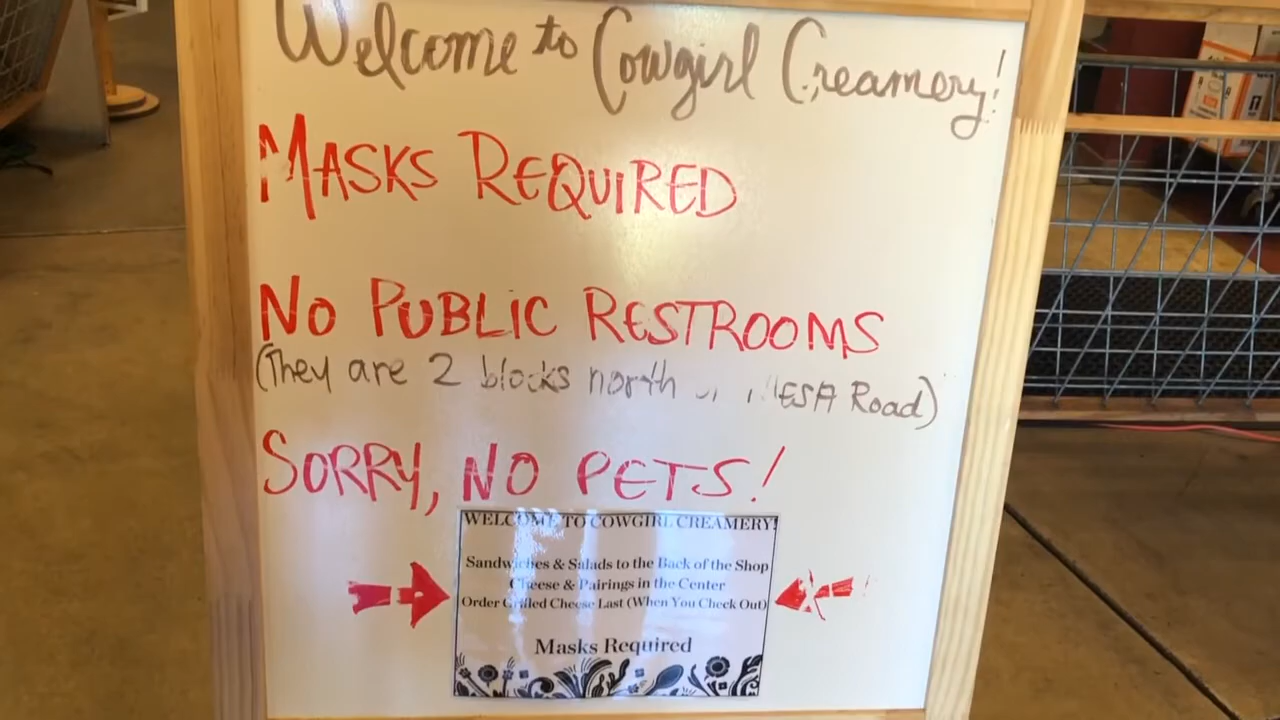 Welcome to Cowgirl Creamery!
MASKS REQUIRED
NO PUBLIC RESTROOMS
(They are 2 blocks north MESA Road)
SORRY, NO PETS!
WELCOME TO COWGIRL CREAMERY!
Sandwiches & Salads to the Back of the Shop
Cheese & Pairings in the Center
Order Grilled Cheese Last (When You Check Out)
Masks Required